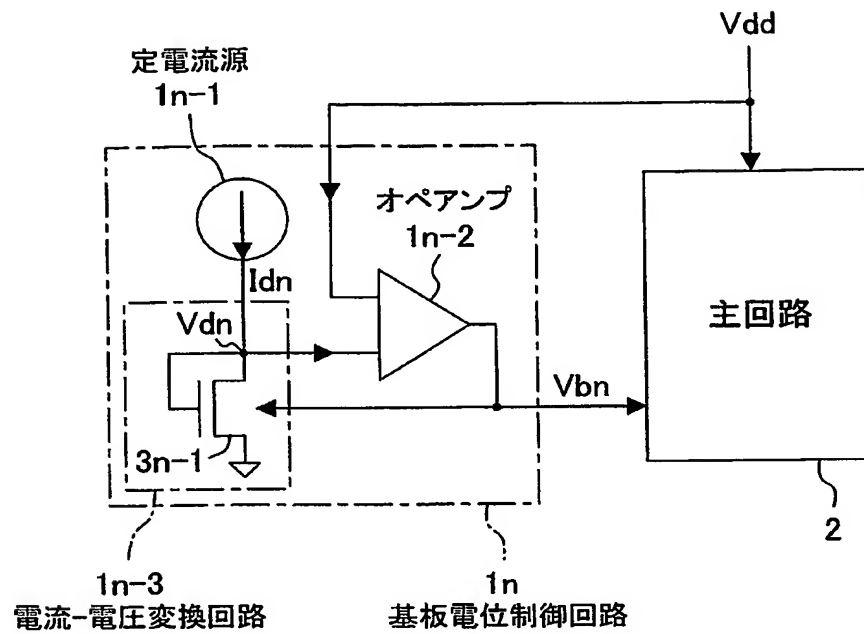 Vdd
定電流源
1n-1
オペアンプ
1n-2
Idn
Vdn
主回路
Vbn
3n-1
2
1n-3
電流-電圧変換回路
1n
基板電位制御回路